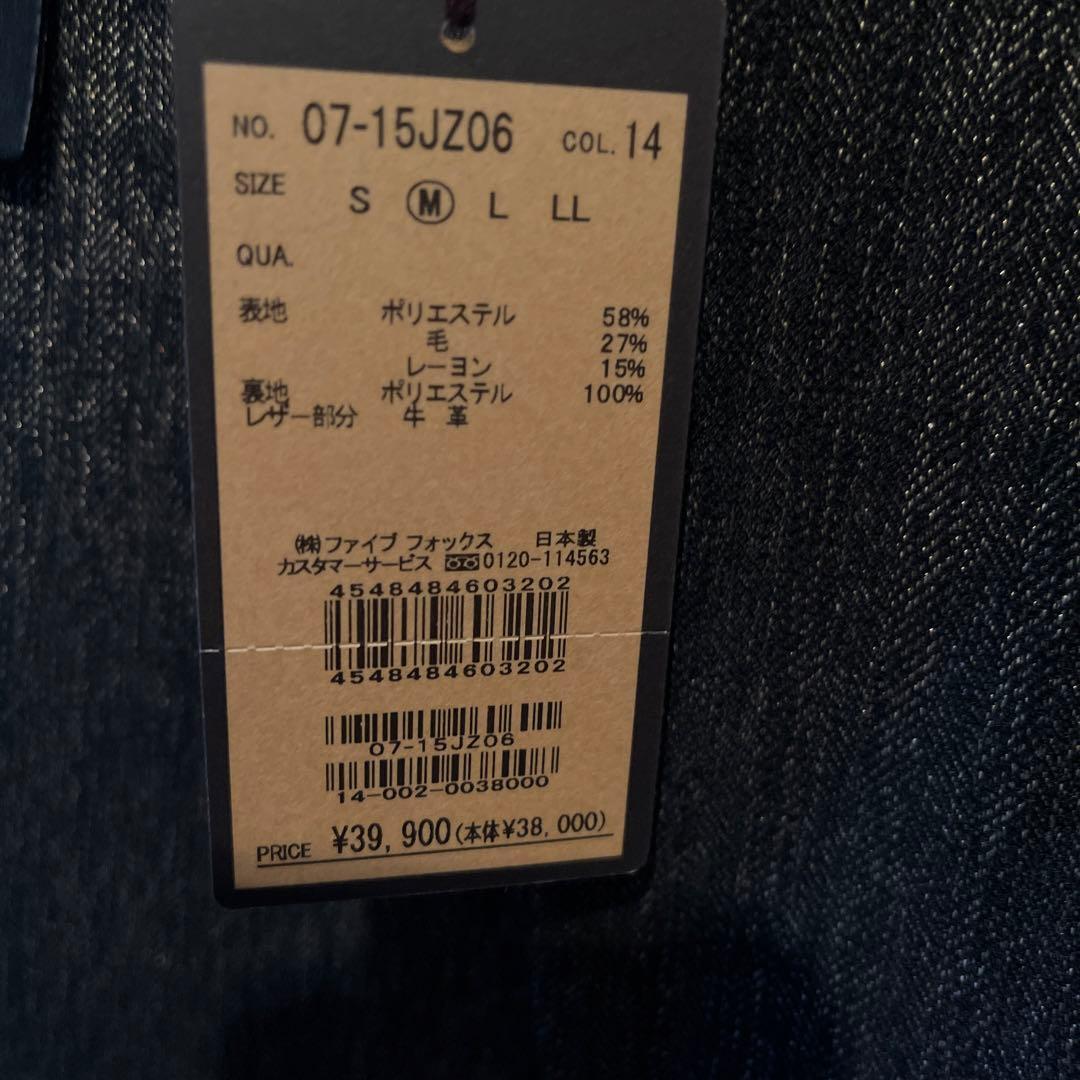 NO. 07-15JZ06 COL. 14
SIZE S M L LL
QUA.
表地 ポリエステル 58%
毛 27%
レーヨン 15%
裏地 ポリエステル 100%
レザー部分 牛 革
㈱ファイブ フォックス 日本製
カスタマーサービス 0120-114563
4548484603202
4548484603202
07-15JZ06
14-002-0038000
PRICE ¥39,900(本体¥38,000)